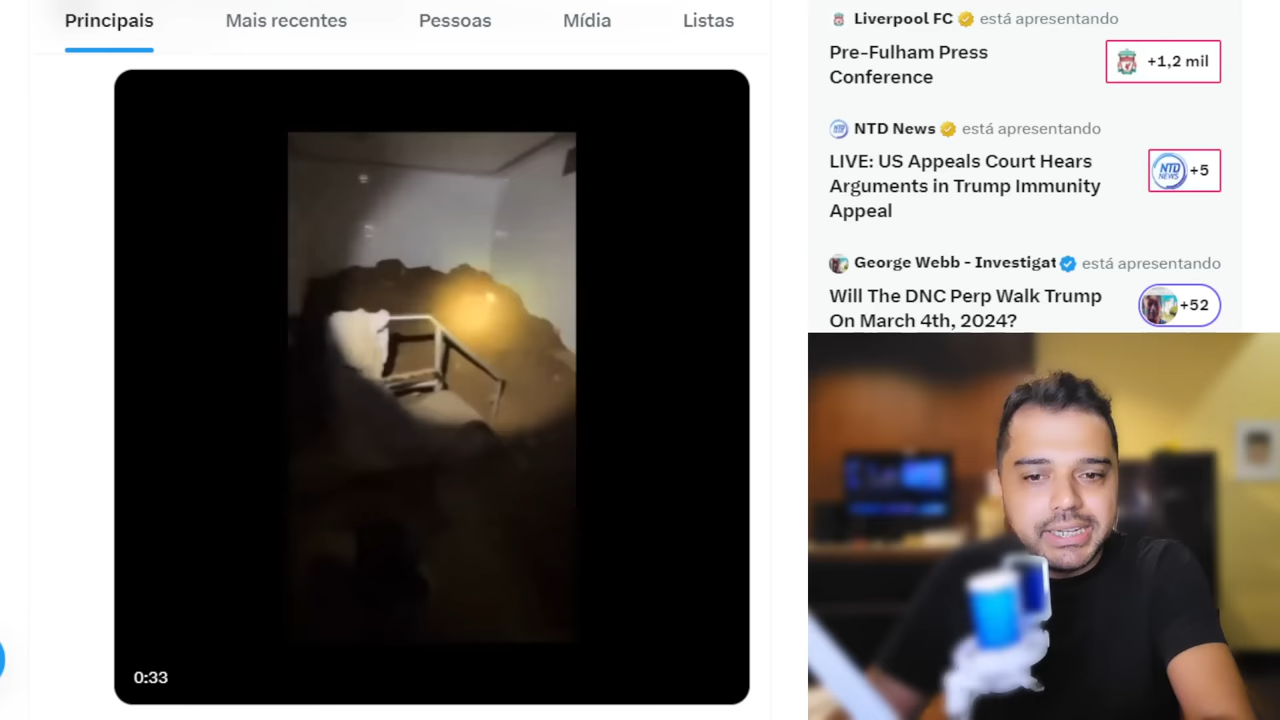 Principais Mais recentes Pessoas Mídia Listas
0:33
Liverpool FC está apresentando
Pre-Fulham Press
Conference
+1,2 mil
NTD News está apresentando
LIVE: US Appeals Court Hears
Arguments in Trump Immunity
Appeal
NTD
NEWS
+5
George Webb - Investigat está apresentando
Will The DNC Perp Walk Trump
On March 4th, 2024?
+52